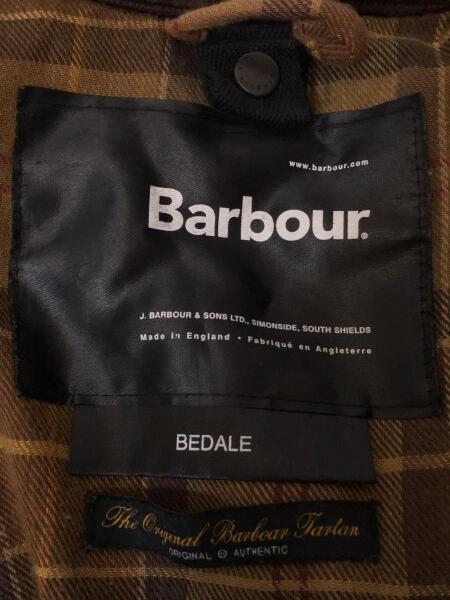 www.barbour.com
Barbour®
J. BARBOUR & SONS LTD., SIMONSIDE, SOUTH SHIELDS
Made in England • Fabriqué en Angleterre
BEDALE
The Original Barbour Tartan
ORIGINAL & AUTHENTIC